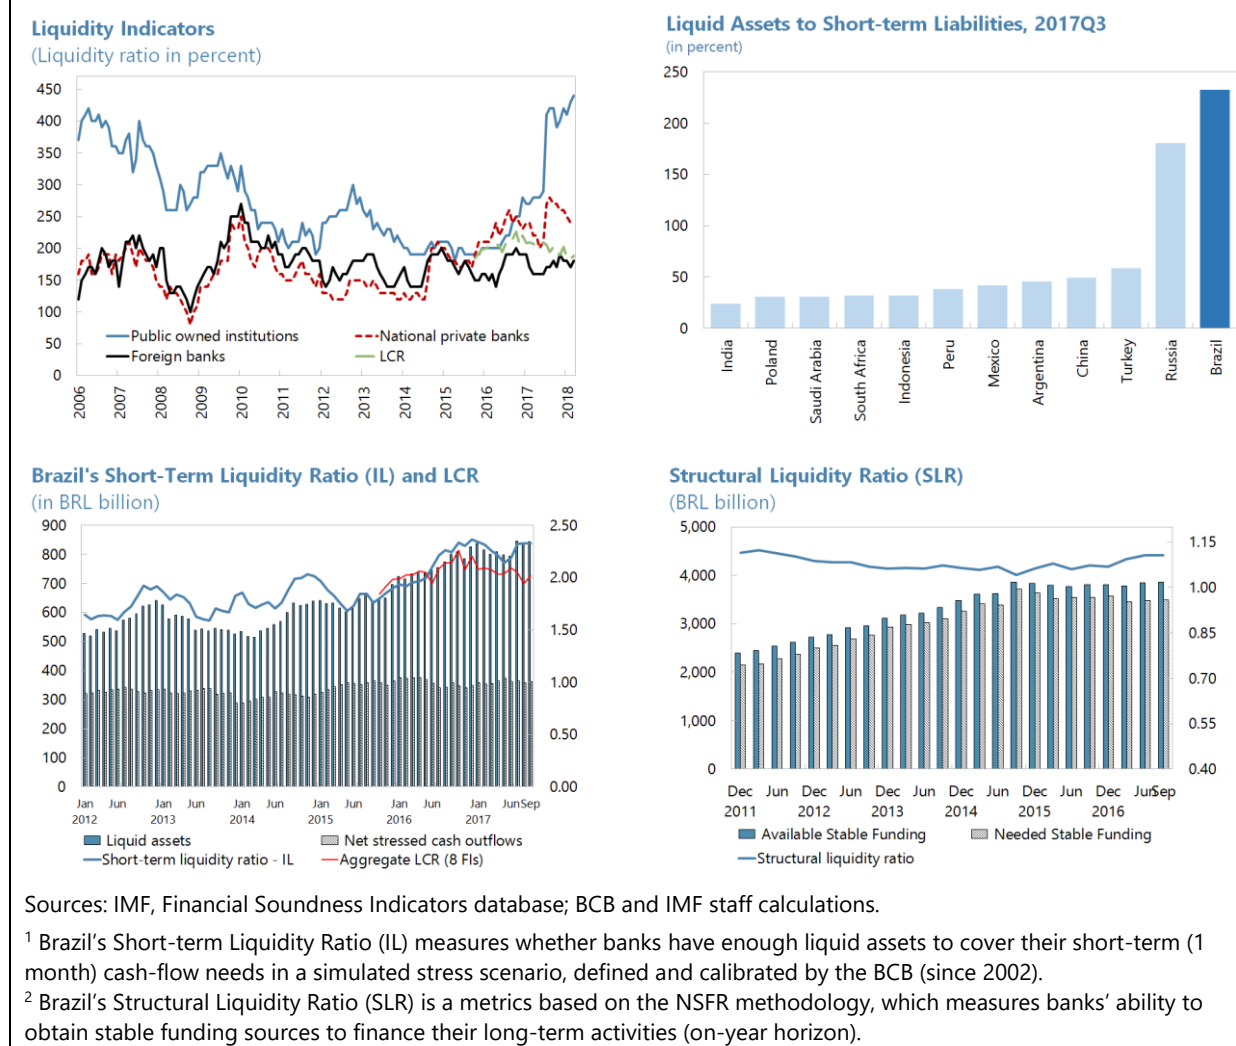 Liquidity Indicators
(Liquidity ratio in percent)
450
400
350
300
250
200
150
100
50
0
Public owned institutions
National private banks
Foreign banks
LCR
2006
2007
2008
2009
2010
2011
2012
2013
2014
2015
2016
2017
2018
Liquid Assets to Short-term Liabilities, 2017Q3
(in percent)
250
200
150
100
50
0
India
Poland
Saudi Arabia
South Africa
Indonesia
Peru
Mexico
Argentina
China
Turkey
Russia
Brazil
Brazil's Short-Term Liquidity Ratio (IL) and LCR
(in BRL billion)
900
800
700
600
500
400
300
200
100
0
2.50
2.00
1.50
1.00
0.50
0.00
Jan Jun Jan Jun Jan Jun Jan Jun Jan Jun Jan Jun Sep
2012 2013 2014 2015 2016 2017
Liquid assets
Net stressed cash outflows
Short-term liquidity ratio - IL
Aggregate LCR (8 FIs)
Structural Liquidity Ratio (SLR)
(BRL billion)
5,000
4,000
3,000
2,000
1,000
0
1.15
1.00
0.85
0.70
0.55
0.40
Dec Jun Dec Jun Dec Jun Dec Jun Dec Jun Dec Jun Sep
2011 2012 2013 2014 2015 2016
Available Stable Funding
Needed Stable Funding
Structural liquidity ratio
Sources: IMF, Financial Soundness Indicators database; BCB and IMF staff calculations.
1 Brazil’s Short-term Liquidity Ratio (IL) measures whether banks have enough liquid assets to cover their short-term (1
month) cash-flow needs in a simulated stress scenario, defined and calibrated by the BCB (since 2002).
2 Brazil’s Structural Liquidity Ratio (SLR) is a metrics based on the NSFR methodology, which measures banks’ ability to
obtain stable funding sources to finance their long-term activities (on-year horizon).